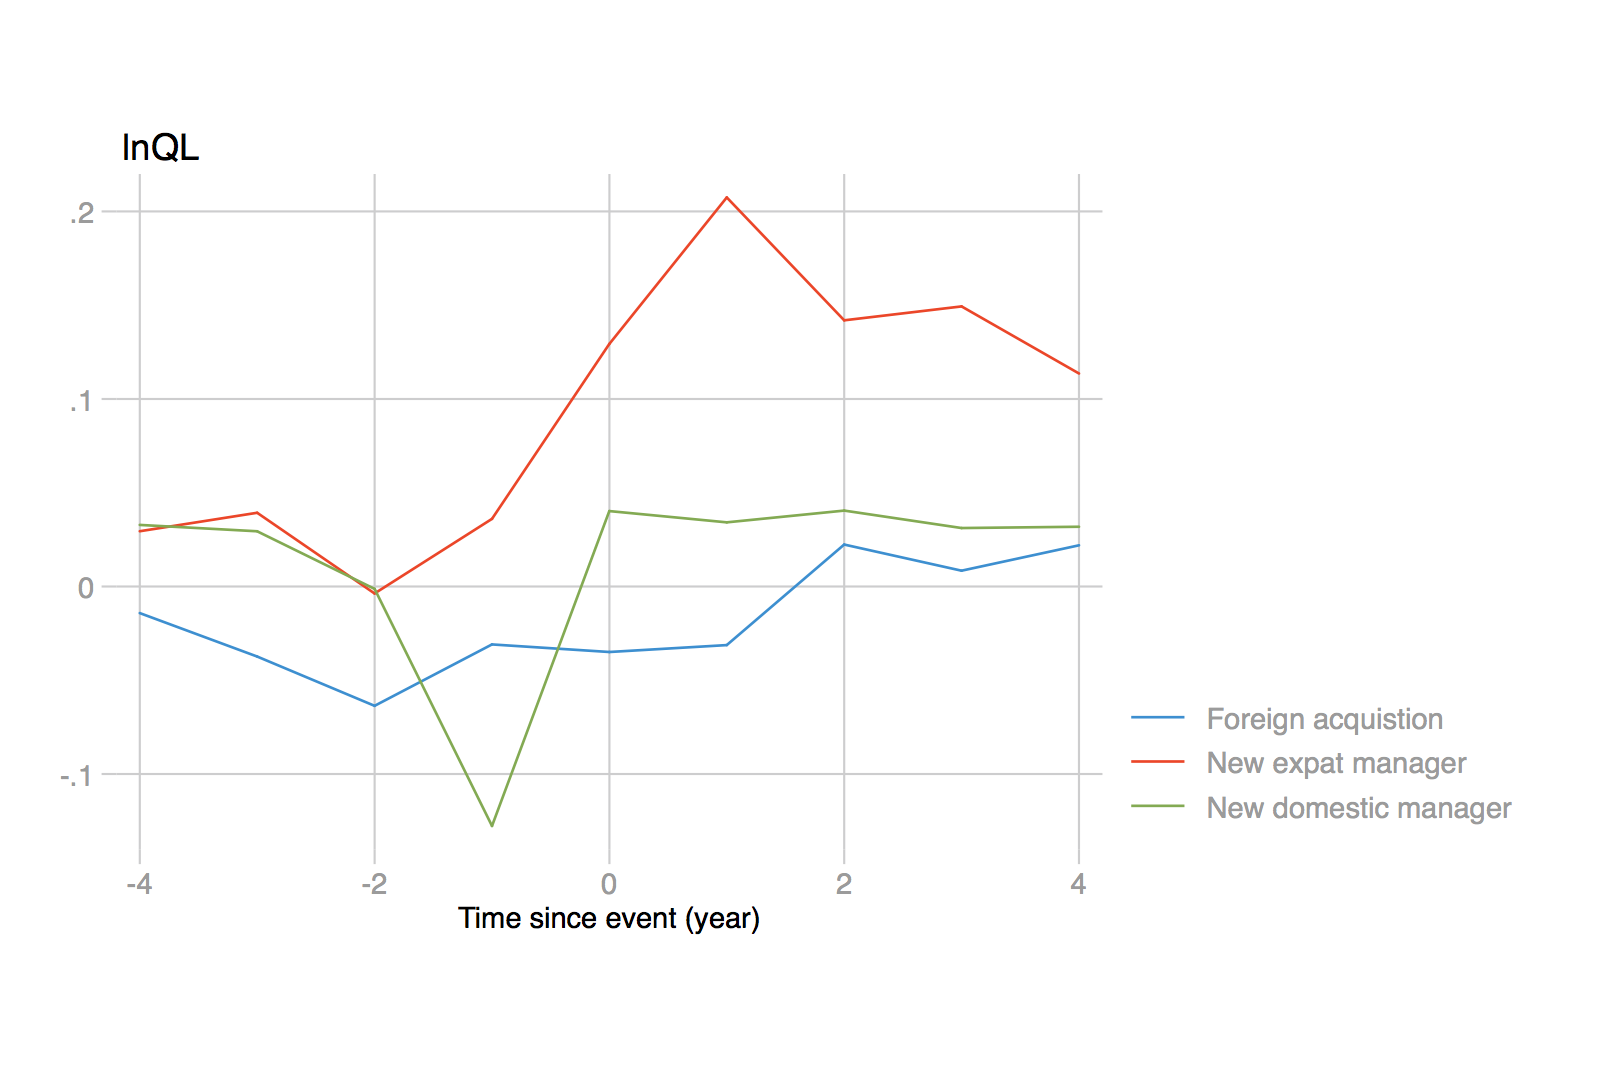 lnQL
.2
.1
0
-.1
-4 -2 0 2 4
Time since event (year)
Foreign acquistion
New expat manager
New domestic manager